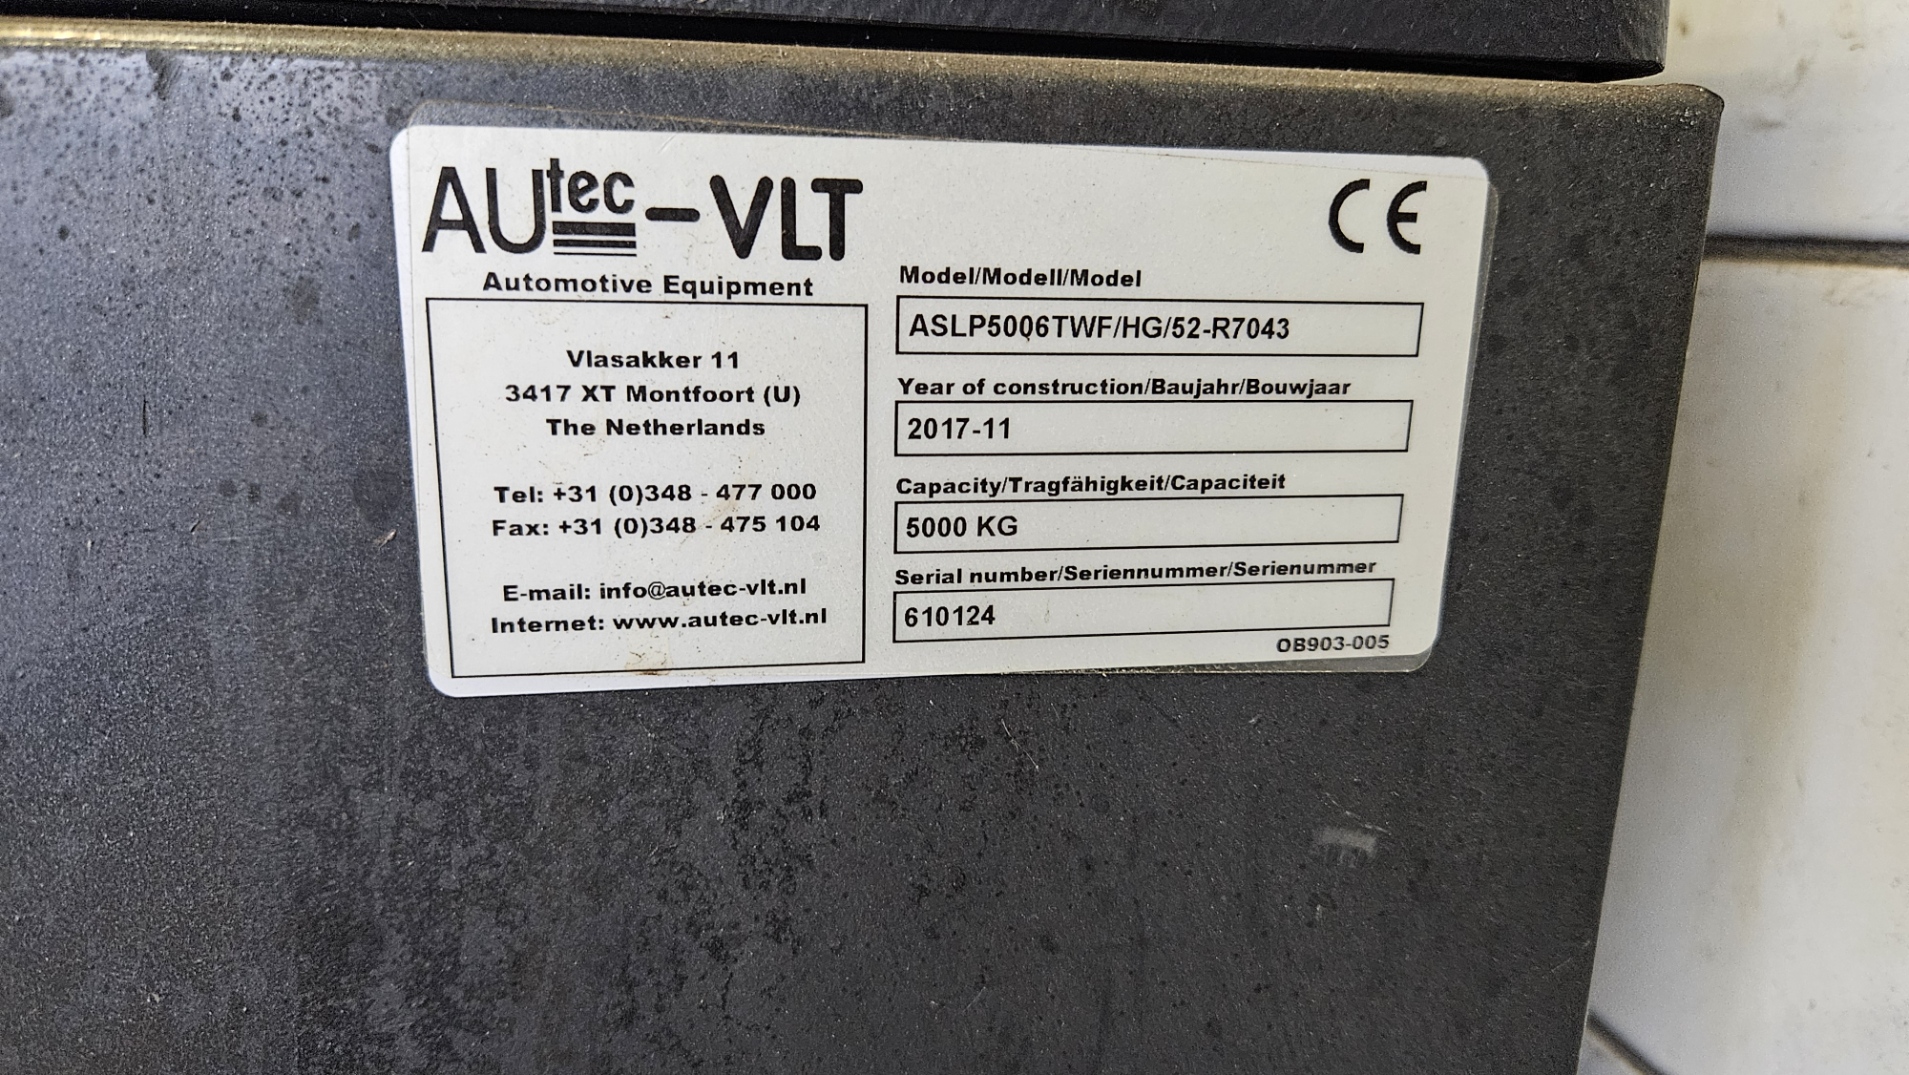 AUtec-VLT
Automotive Equipment
Vlasakker 11
3417 XT Montfoort (U)
The Netherlands
Tel: +31 (0)348 - 477 000
Fax: +31 (0)348 - 475 104
E-mail: info@autec-vlt.nl
Internet: www.autec-vlt.nl
CE
Model/Modell/Model
ASLP5006TWF/HG/52-R7043
Year of construction/Baujahr/Bouwjaar
2017-11
Capacity/Tragfähigkeit/Capaciteit
5000 KG
Serial number/Seriennummer/Serienummer
610124
OB903-005